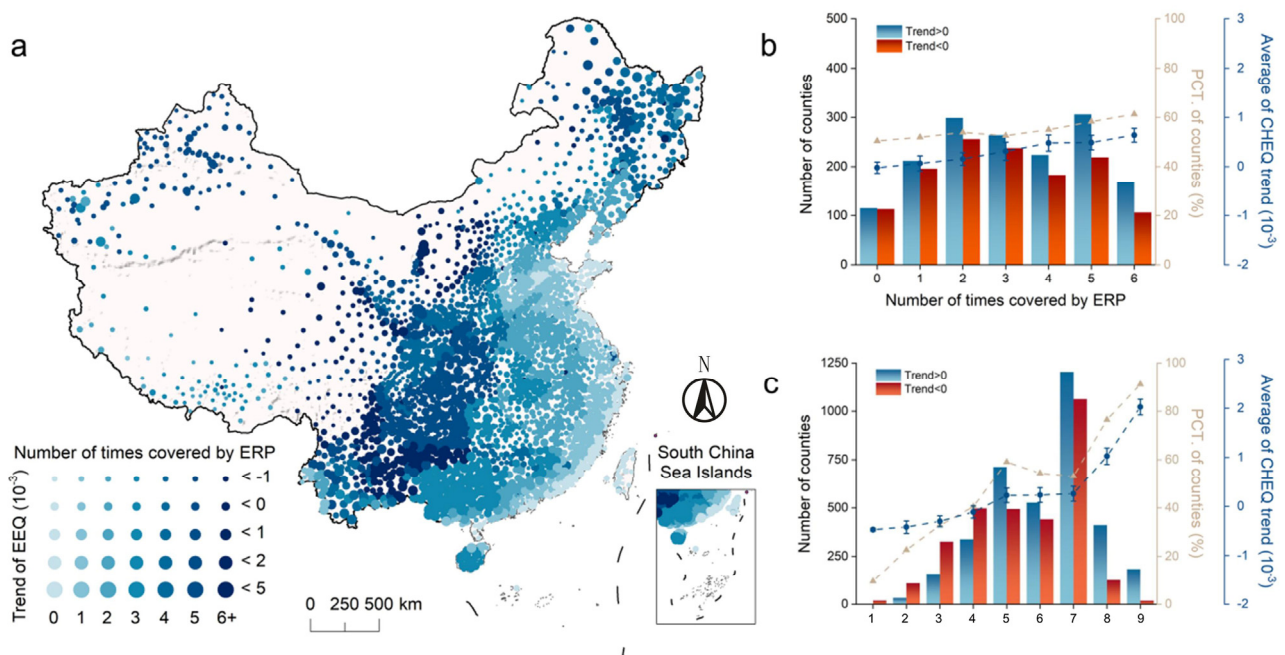 a
N
South China
Sea Islands
Number of times covered by ERP
Trend of EEQ (10-3)
< -1
< 0
< 1
< 2
< 5
0 1 2 3 4 5 6+
0 250 500 km
b
Trend>0
Trend<0
Number of counties
500
400
300
200
100
0
0 1 2 3 4 5 6
Number of times covered by ERP
100
80
60
40
20
0
PCT. of counties (%)
3
2
1
0
-1
-2
Average of CHEQ trend (10-3)
c
Trend>0
Trend<0
Number of counties
1250
1000
750
500
250
0
1 2 3 4 5 6 7 8 9
100
80
60
40
20
0
PCT. of counties (%)
3
2
1
0
-1
-2
Average of CHEQ trend (10-3)